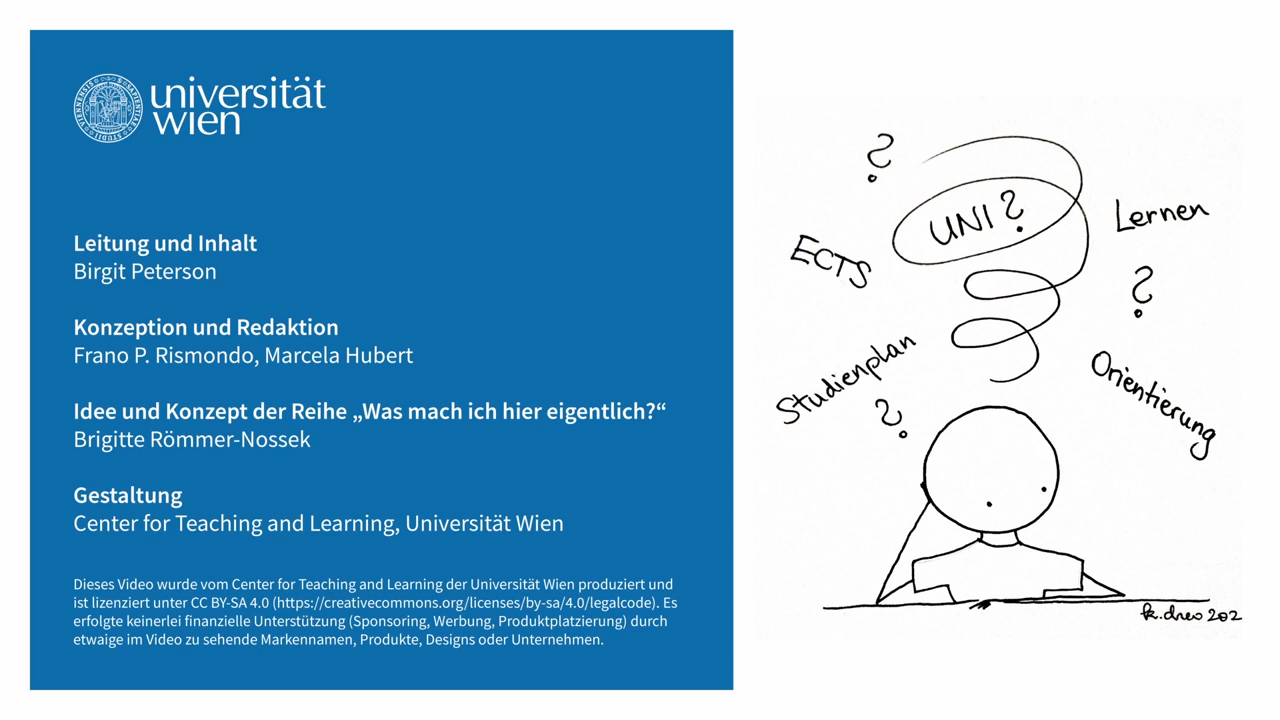 universität
wien
Leitung und Inhalt
Birgit Peterson
Konzeption und Redaktion
Frano P. Rismondo, Marcela Hubert
Idee und Konzept der Reihe „Was mach ich hier eigentlich?“
Brigitte Römmer-Nossek
Gestaltung
Center for Teaching and Learning, Universität Wien
Dieses Video wurde vom Center for Teaching and Learning der Universität Wien produziert und
ist lizenziert unter CC BY-SA 4.0 (https://creativecommons.org/licenses/by-sa/4.0/legalcode). Es
erfolgte keinerlei finanzielle Unterstützung (Sponsoring, Werbung, Produktplatzierung) durch
etwaige im Video zu sehende Markennamen, Produkte, Designs oder Unternehmen.
?
UNI?
Lernen
ECTS
?
Studienplan
Orientierung
?